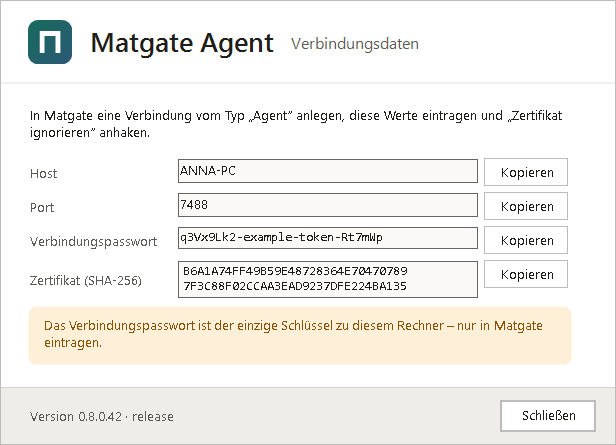 Matgate Agent Verbindungsdaten
In Matgate eine Verbindung vom Typ „Agent“ anlegen, diese Werte eintragen und „Zertifikat
ignorieren“ anhaken.
Host ANNA-PC Kopieren
Port 7488 Kopieren
Verbindungspasswort q3Vx9Lk2-example-token-Rt7mWp Kopieren
Zertifikat (SHA-256) B6A1A74FF49B59E48728364E70470789 Kopieren
7F3C88F02CCAA3EAD9237DFE224BA135
Das Verbindungspasswort ist der einzige Schlüssel zu diesem Rechner – nur in Matgate
eintragen.
Version 0.8.0.42 · release Schließen